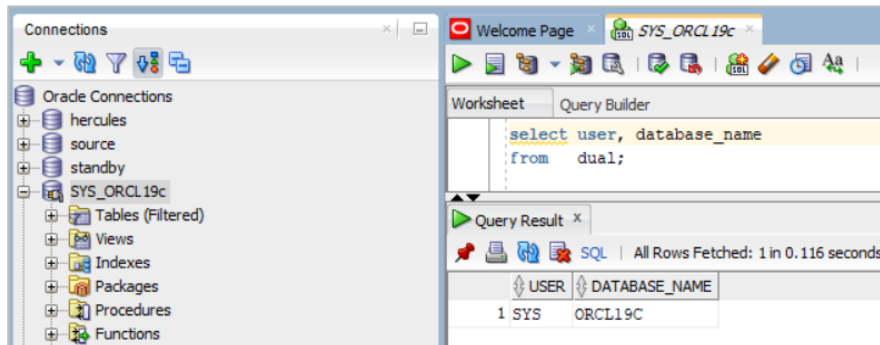 Connections
Oracle Connections
hercules
source
standby
SYS_ORCL19c
Tables (Filtered)
Views
Indexes
Packages
Procedures
Functions
Welcome Page
SYS_ORCL19c
Worksheet Query Builder
select user, database_name
from dual;
Query Result
SQL | All Rows Fetched: 1 in 0.116 seconds
USER DATABASE_NAME
1 SYS ORCL19C